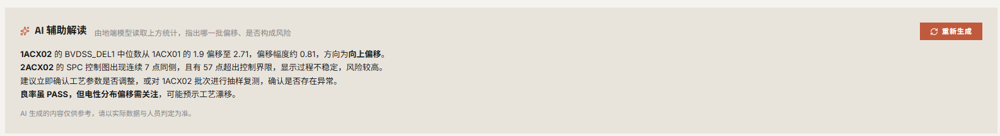 AI 辅助解读 由地端模型读取上方统计，指出哪一批偏移、是否构成风险
重新生成
1ACX02 的 BVDSS_DEL1 中位数从 1ACX01 的 1.9 偏移至 2.71，偏移幅度约 0.81，方向为向上偏移。
2ACX02 的 SPC 控制图出现连续 7 点同侧，且有 57 点超出控制界限，显示过程不稳定，风险较高。
建议立即确认工艺参数是否调整，或对 1ACX02 批次进行抽样复测，确认是否存在异常。
良率虽 PASS，但电性分布偏移需关注，可能预示工艺漂移。
AI 生成的内容仅供参考，请以实际数据与人员判定为准。